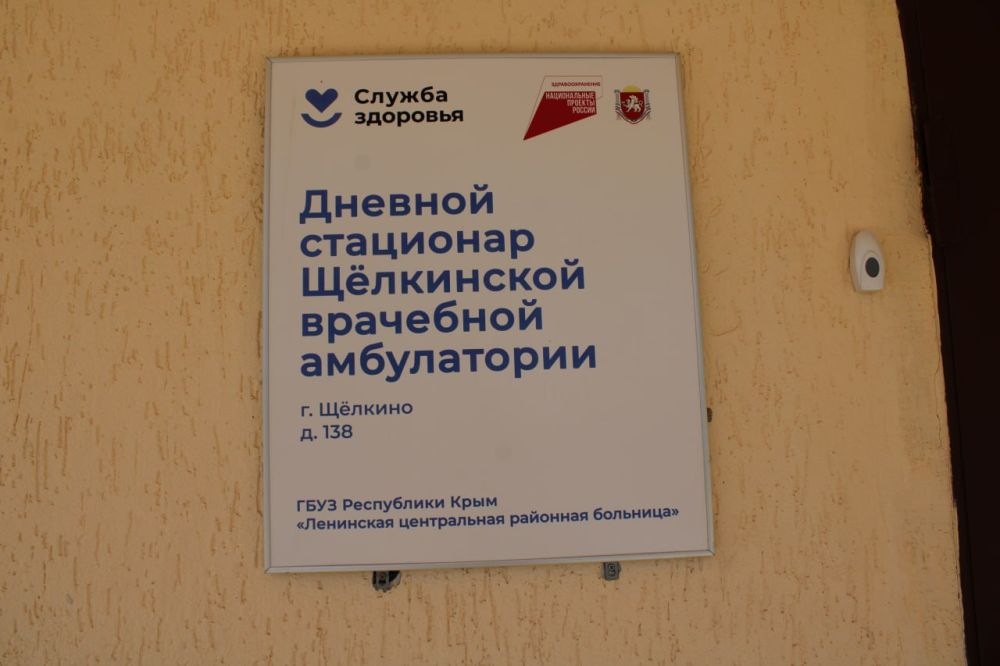 Служба
здоровья
ЗДРАВООХРАНЕНИЕ
НАЦИОНАЛЬНЫЕ
ПРОЕКТЫ
РОССИИ
Дневной
стационар
Щёлкинской
врачебной
амбулатории
г. Щёлкино
д. 138
ГБУЗ Республики Крым
«Ленинская центральная районная больница»